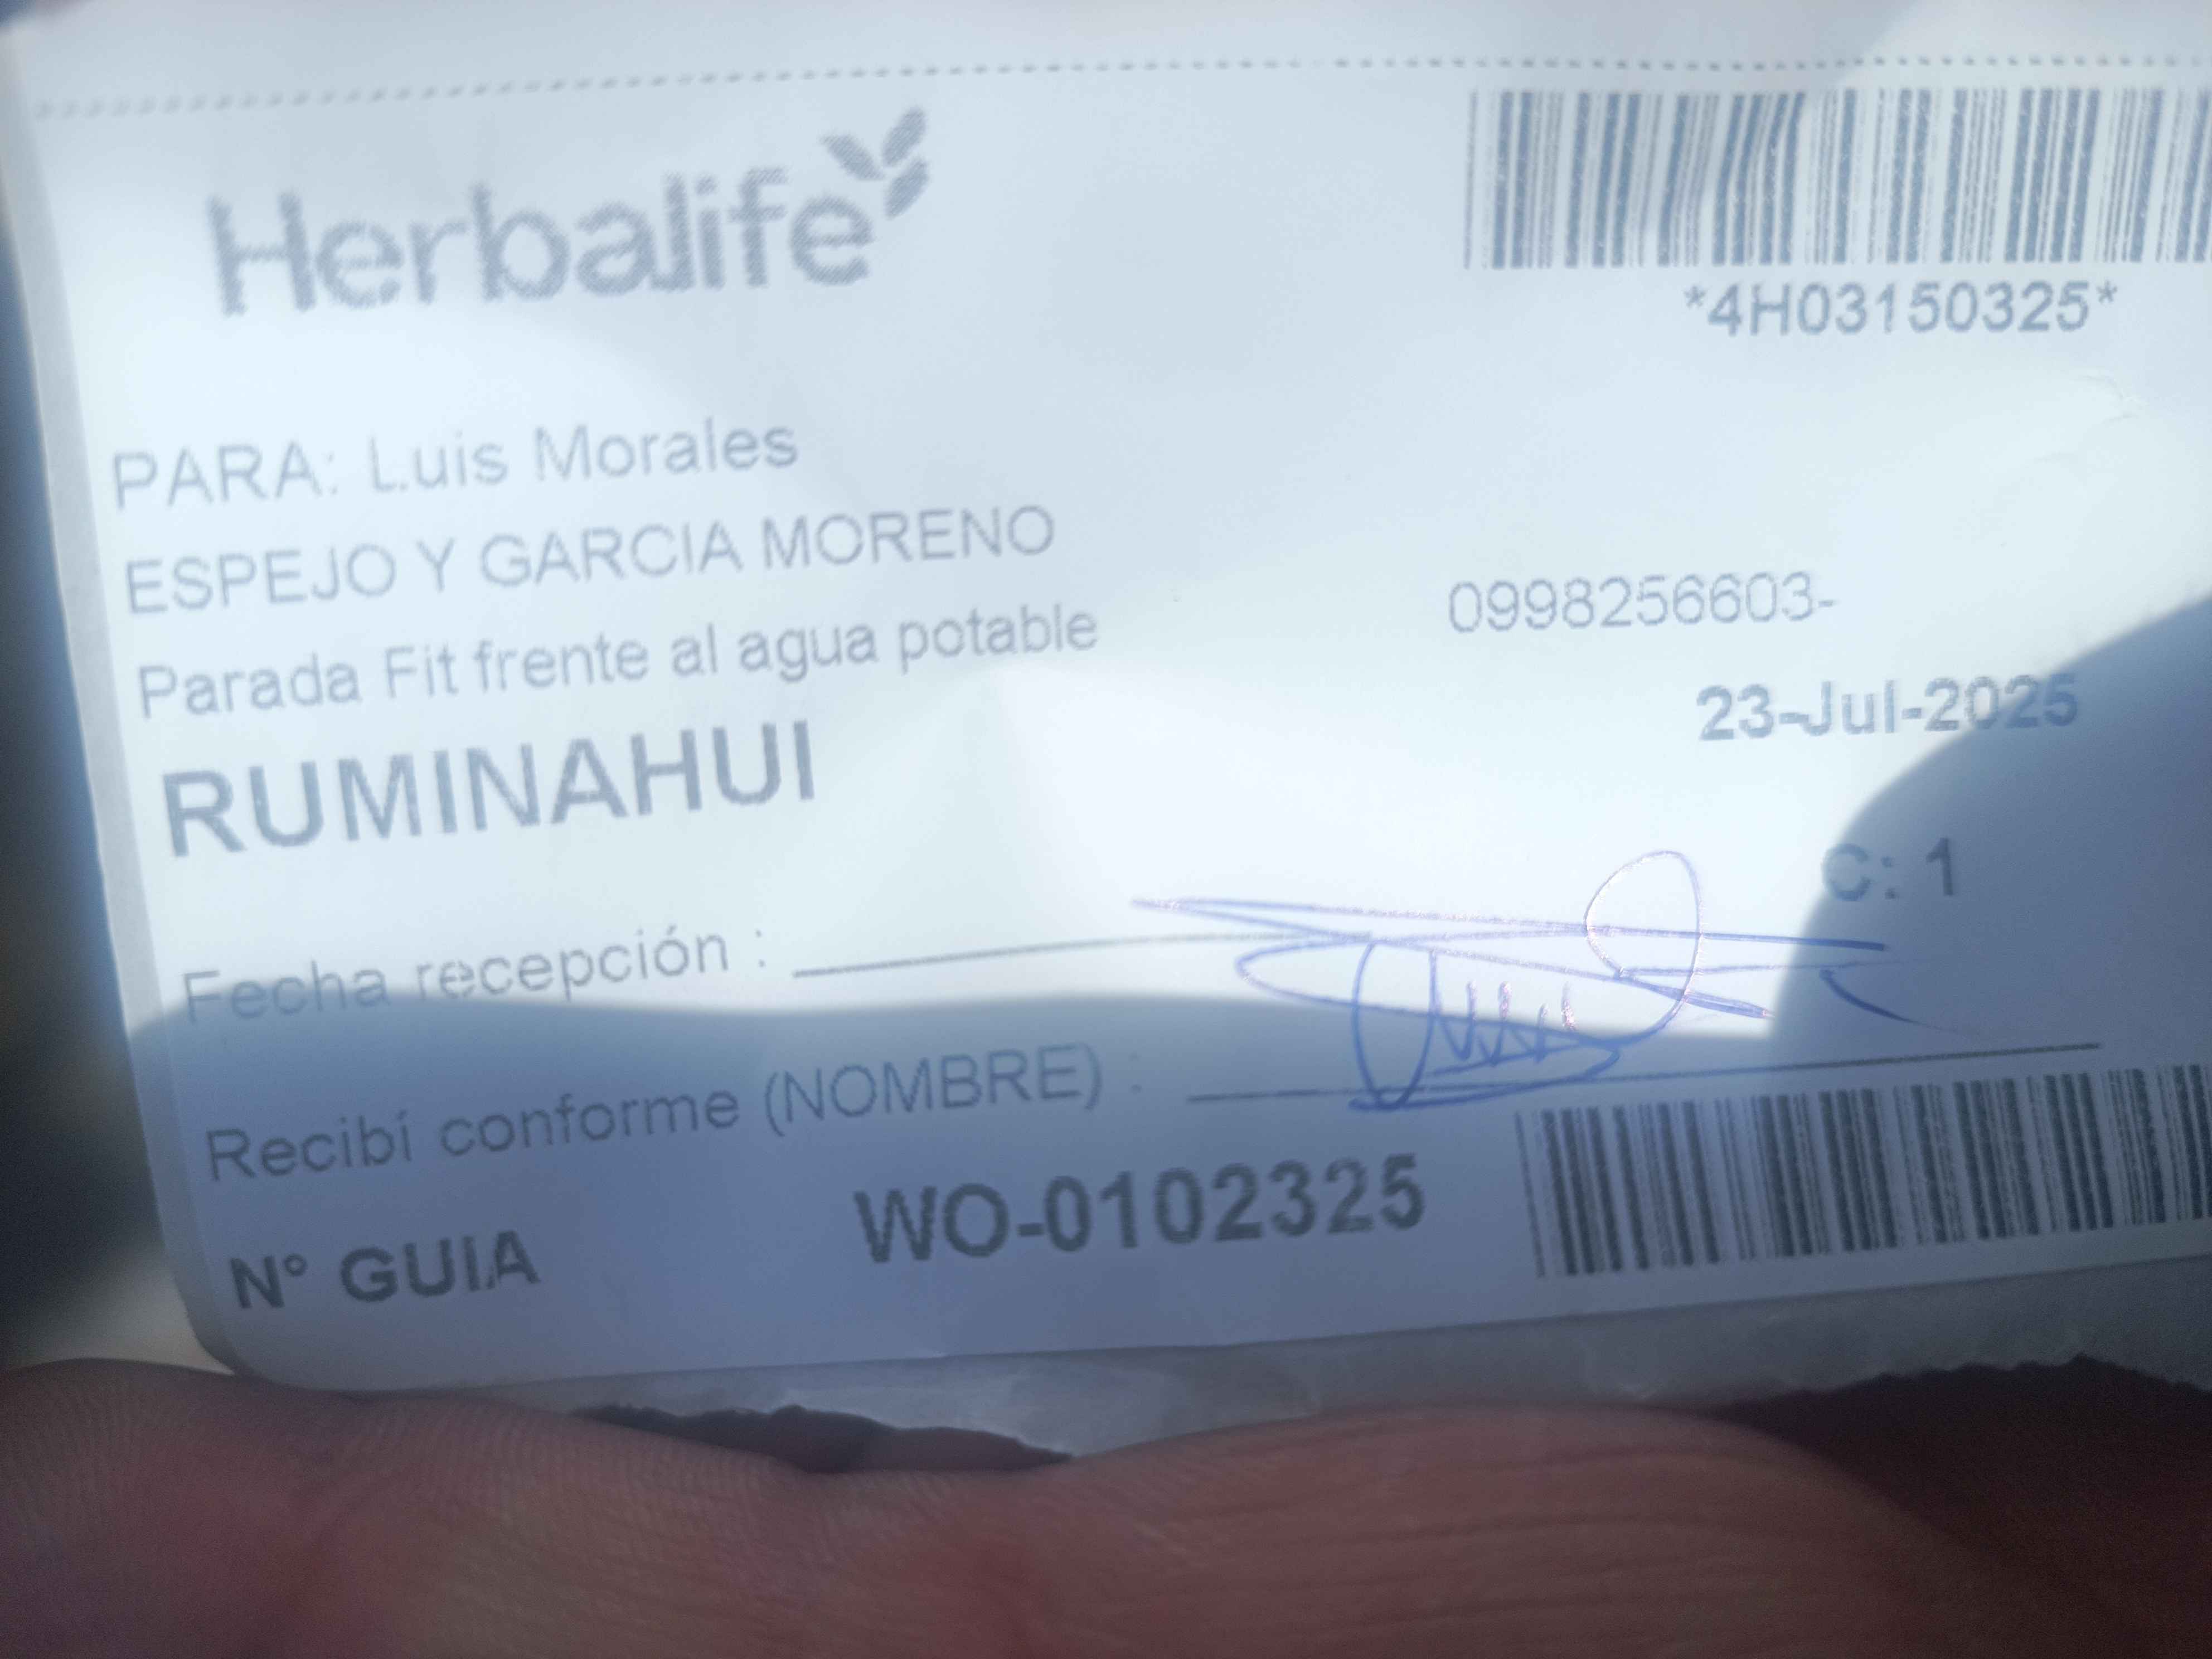 Herbalife
*4H03150325*
PARA: Luis Morales
ESPEJO Y GARCIA MORENO
0998256603-
Parada Fit frente al agua potable
23-Jul-2025
RUMINAHUI
C: 1
Fecha recepción :
Recibí conforme (NOMBRE) :
N° GUIA
WO-0102325